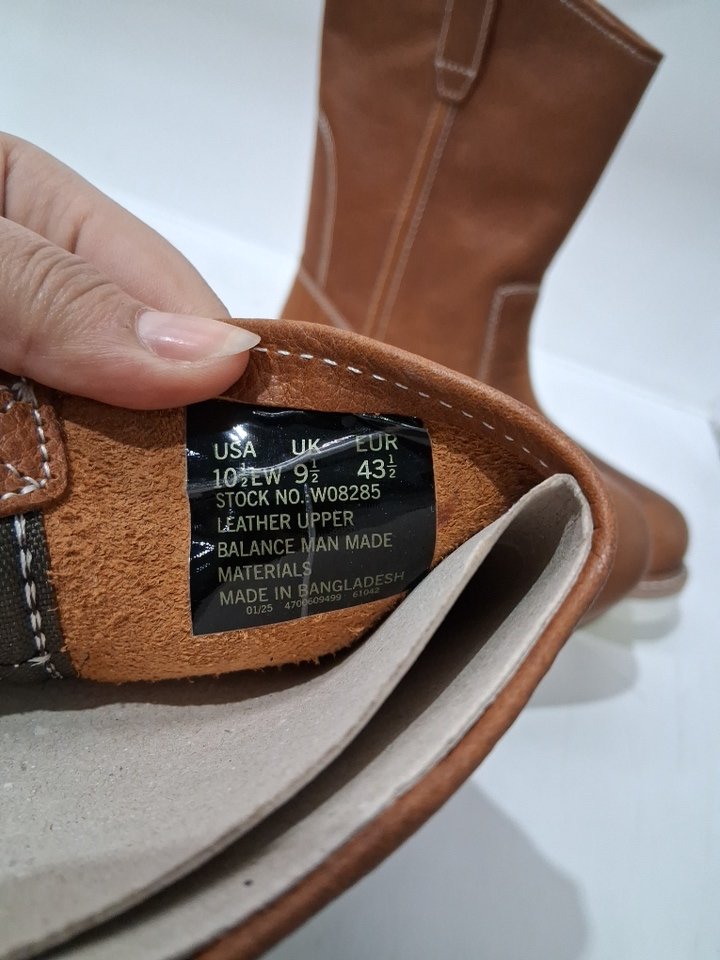 USA UK EUR
10½EW 9½ 43½
STOCK NO.: W08285
LEATHER UPPER
BALANCE MAN MADE
MATERIALS
MADE IN BANGLADESH
01/25 4700609499 61042